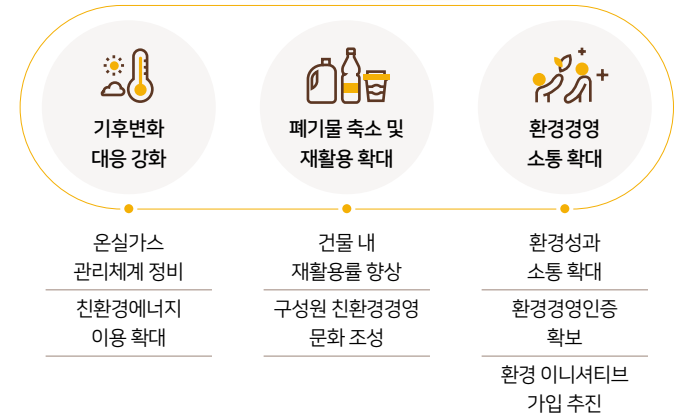 기후변화
대응 강화
폐기물 축소 및
재활용 확대
환경경영
소통 확대
온실가스
관리체계 정비
친환경에너지
이용 확대
건물 내
재활용률 향상
구성원 친환경경영
문화 조성
환경성과
소통 확대
환경경영인증
확보
환경 이니셔티브
가입 추진